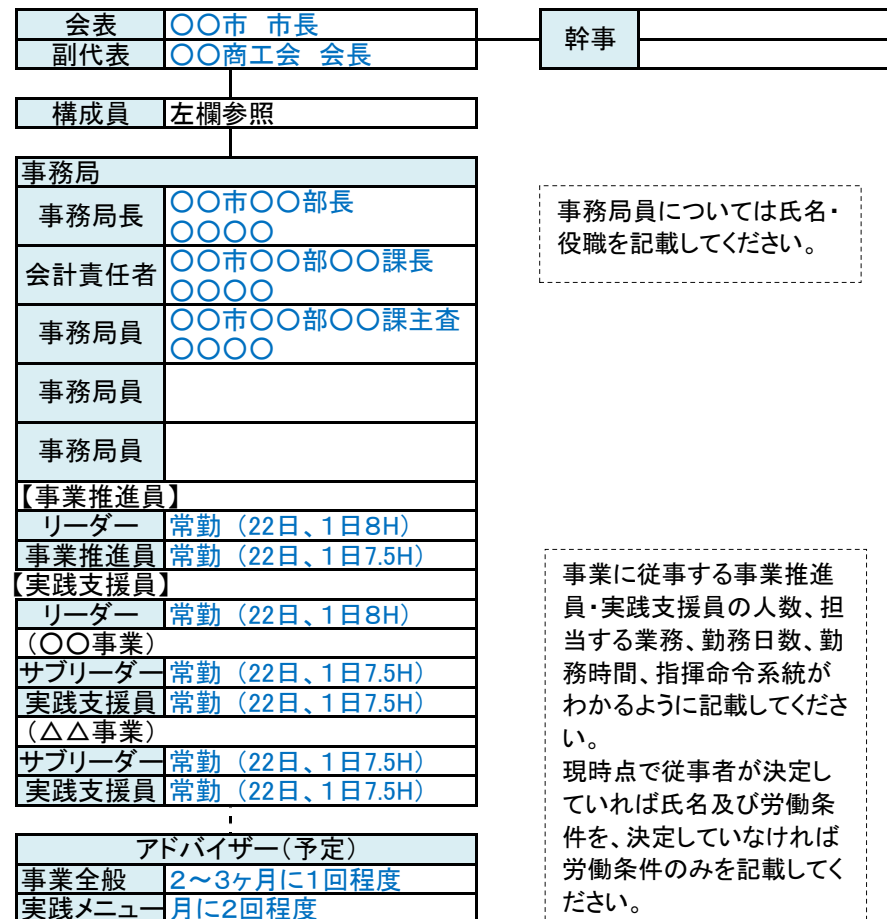 会表 〇〇市 市長
副代表 〇〇商工会 会長
幹事
構成員 左欄参照
事務局
事務局長 〇〇市〇〇部長
〇〇〇〇
会計責任者 〇〇市〇〇部〇〇課長
〇〇〇〇
事務局員 〇〇市〇〇部〇〇課主査
〇〇〇〇
事務局員
事務局員
【事業推進員】
リーダー 常勤（22日、1日8H）
事業推進員 常勤（22日、1日7.5H）
【実践支援員】
リーダー 常勤（22日、1日8H）
（〇〇事業）
サブリーダー 常勤（22日、1日7.5H）
実践支援員 常勤（22日、1日7.5H）
（△△事業）
サブリーダー 常勤（22日、1日7.5H）
実践支援員 常勤（22日、1日7.5H）
アドバイザー（予定）
事業全般 2～3ヶ月に1回程度
実践メニュー 月に2回程度
事務局員については氏名・
役職を記載してください。
事業に従事する事業推進
員・実践支援員の人数、担
当する業務、勤務日数、勤
務時間、指揮命令系統が
わかるように記載してくださ
い。
現時点で従事者が決定し
ていれば氏名及び労働条
件を、決定していなければ
労働条件のみを記載してく
ださい。